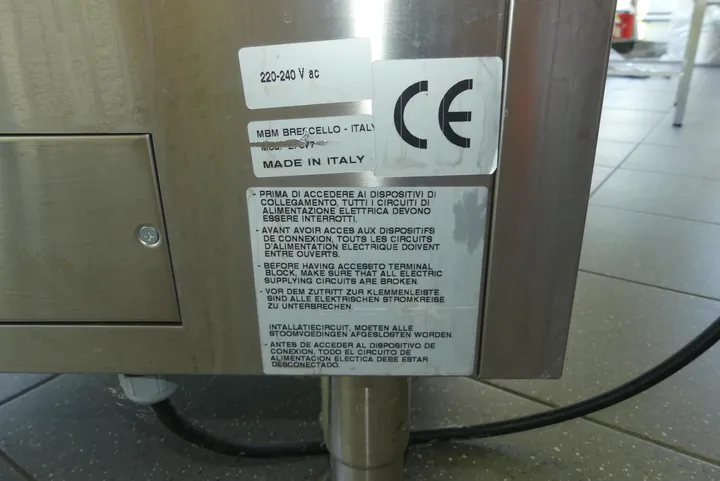 220-240 V ac
CE
MBM BRESCELLO - ITALY
MADE IN ITALY
- PRIMA DI ACCEDERE AI DISPOSITIVI DI
COLLEGAMENTO, TUTTI I CIRCUITI DI
ALIMENTAZIONE ELETTRICA DEVONO
ESSERE INTERROTTI.
- AVANT AVOIR ACCES AUX DISPOSITIFS
DE CONNEXION, TOUTS LES CIRCUITS
D'ALIMENTATION ELECTRIQUE DOIVENT
ENTRE OUVERTS.
- BEFORE HAVING ACCESSTO TERMINAL
BLOCK, MAKE SURE THAT ALL ELECTRIC
SUPPLYING CIRCUITS ARE BROKEN.
- VOR DEM ZUTRITT ZUR KLEMMENLEISTE
SIND ALLE ELEKTRISCHEN STROMKREISE
ZU UNTERBRECHEN.
INTALLATIECIRCUIT, MOETEN ALLE
STOOMVOEDINGEN AFGESLOTEN WORDEN.
- ANTES DE ACCEDER AL DISPOSITIVO DE
CONEXION, TODO EL CIRCUITO DE
ALIMENTACION ELECTICA DEBE ESTAR
DESCONECTADO.